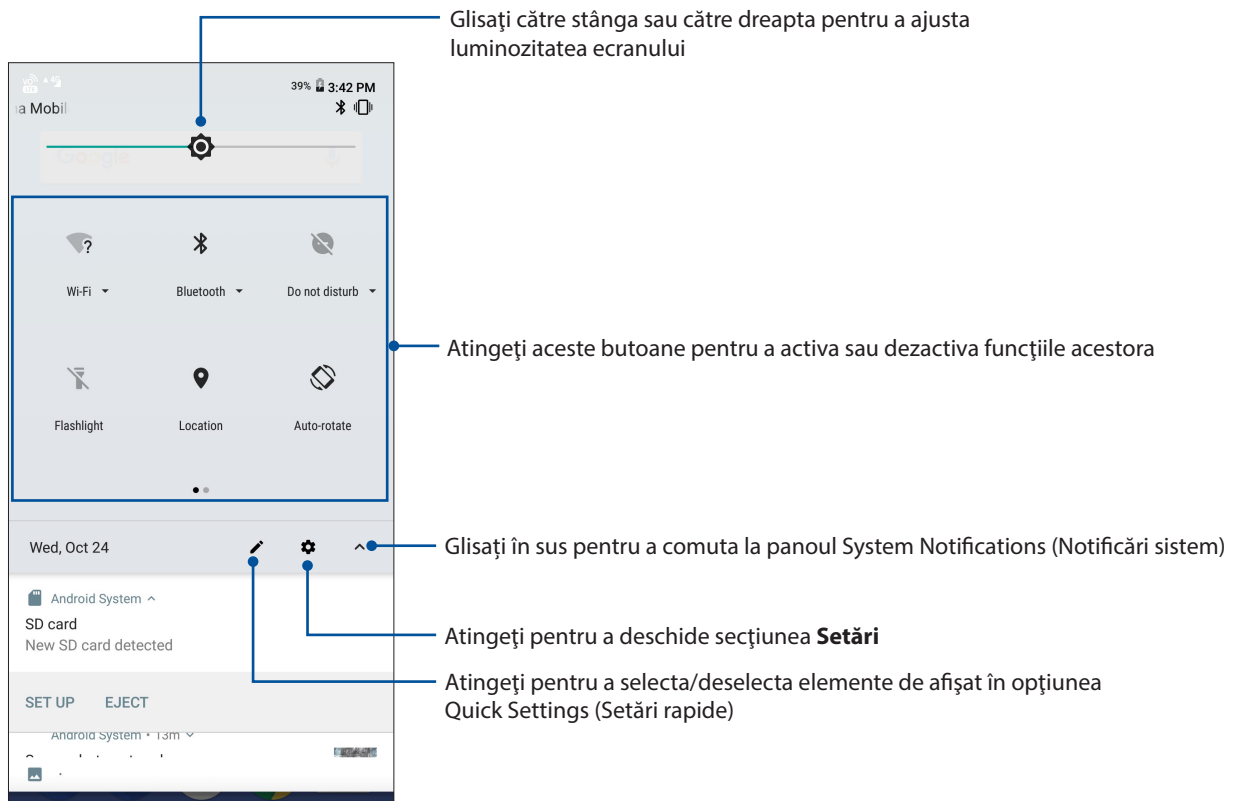 Glisaţi către stânga sau către dreapta pentru a ajusta
luminozitatea ecranului
39% 3:42 PM
a Mobil
Google
?
Wi-Fi
Bluetooth
Do not disturb
Atingeţi aceste butoane pentru a activa sau dezactiva funcţiile acestora
Flashlight
Location
Auto-rotate
Wed, Oct 24
Glisați în sus pentru a comuta la panoul System Notifications (Notificări sistem)
Android System
SD card
New SD card detected
Atingeţi pentru a deschide secţiunea Setări
Atingeţi pentru a selecta/deselecta elemente de afişat în opţiunea
Quick Settings (Setări rapide)
SET UP EJECT
Android System • 13m